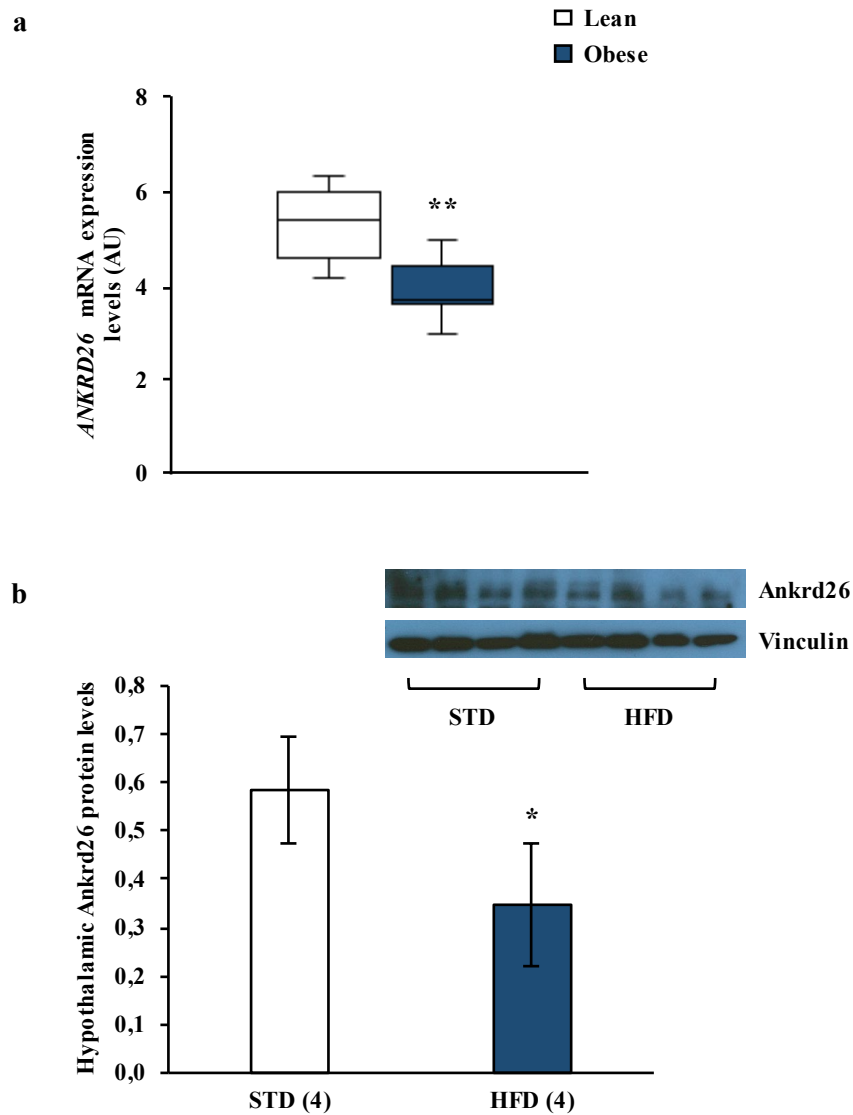 a
Lean
Obese
ANKRD26 mRNA expression
levels (AU)
8
6
4
2
0
**
b
Ankrd26
Vinculin
STD
HFD
Hypothalamic Ankrd26 protein levels
0,8
0,7
0,6
0,5
0,4
0,3
0,2
0,1
0,0
*
STD (4)
HFD (4)